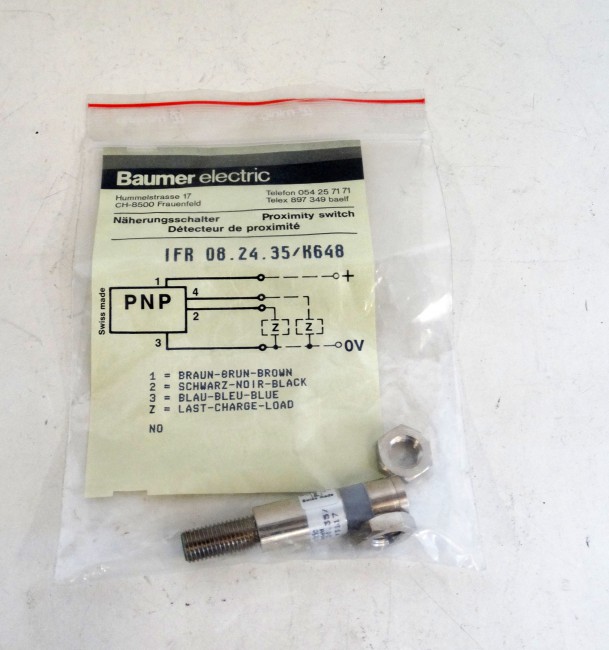 Baumer electric
Hummelstrasse 17 Telefon 054 25 71 71
CH-8500 Frauenfeld Telex 897 349 baelf
Näherungsschalter Proximity switch
Détecteur de proximité
IFR 08.24.35/K648
Swiss made
PNP
1
4
2
3
+
Z Z
0V
1 = BRAUN-BRUN-BROWN
2 = SCHWARZ-NOIR-BLACK
3 = BLAU-BLEU-BLUE
Z = LAST-CHARGE-LOAD
NO